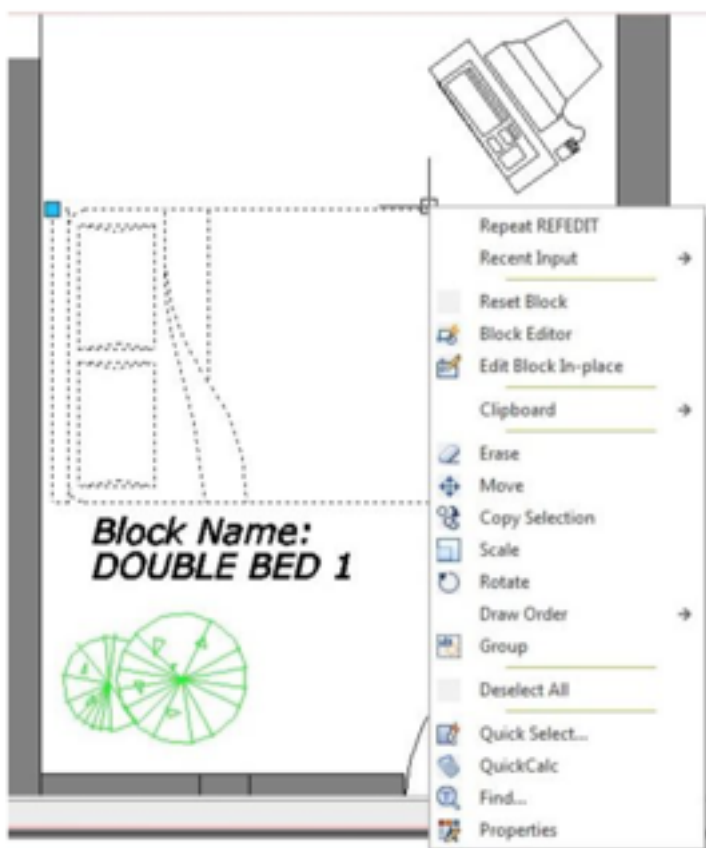 Repeat REFEDIT
Recent Input
Reset Block
Block Editor
Edit Block In-place
Clipboard
Erase
Move
Copy Selection
Scale
Rotate
Draw Order
Group
Deselect All
Quick Select...
QuickCalc
Find...
Properties
Block Name:
DOUBLE BED 1